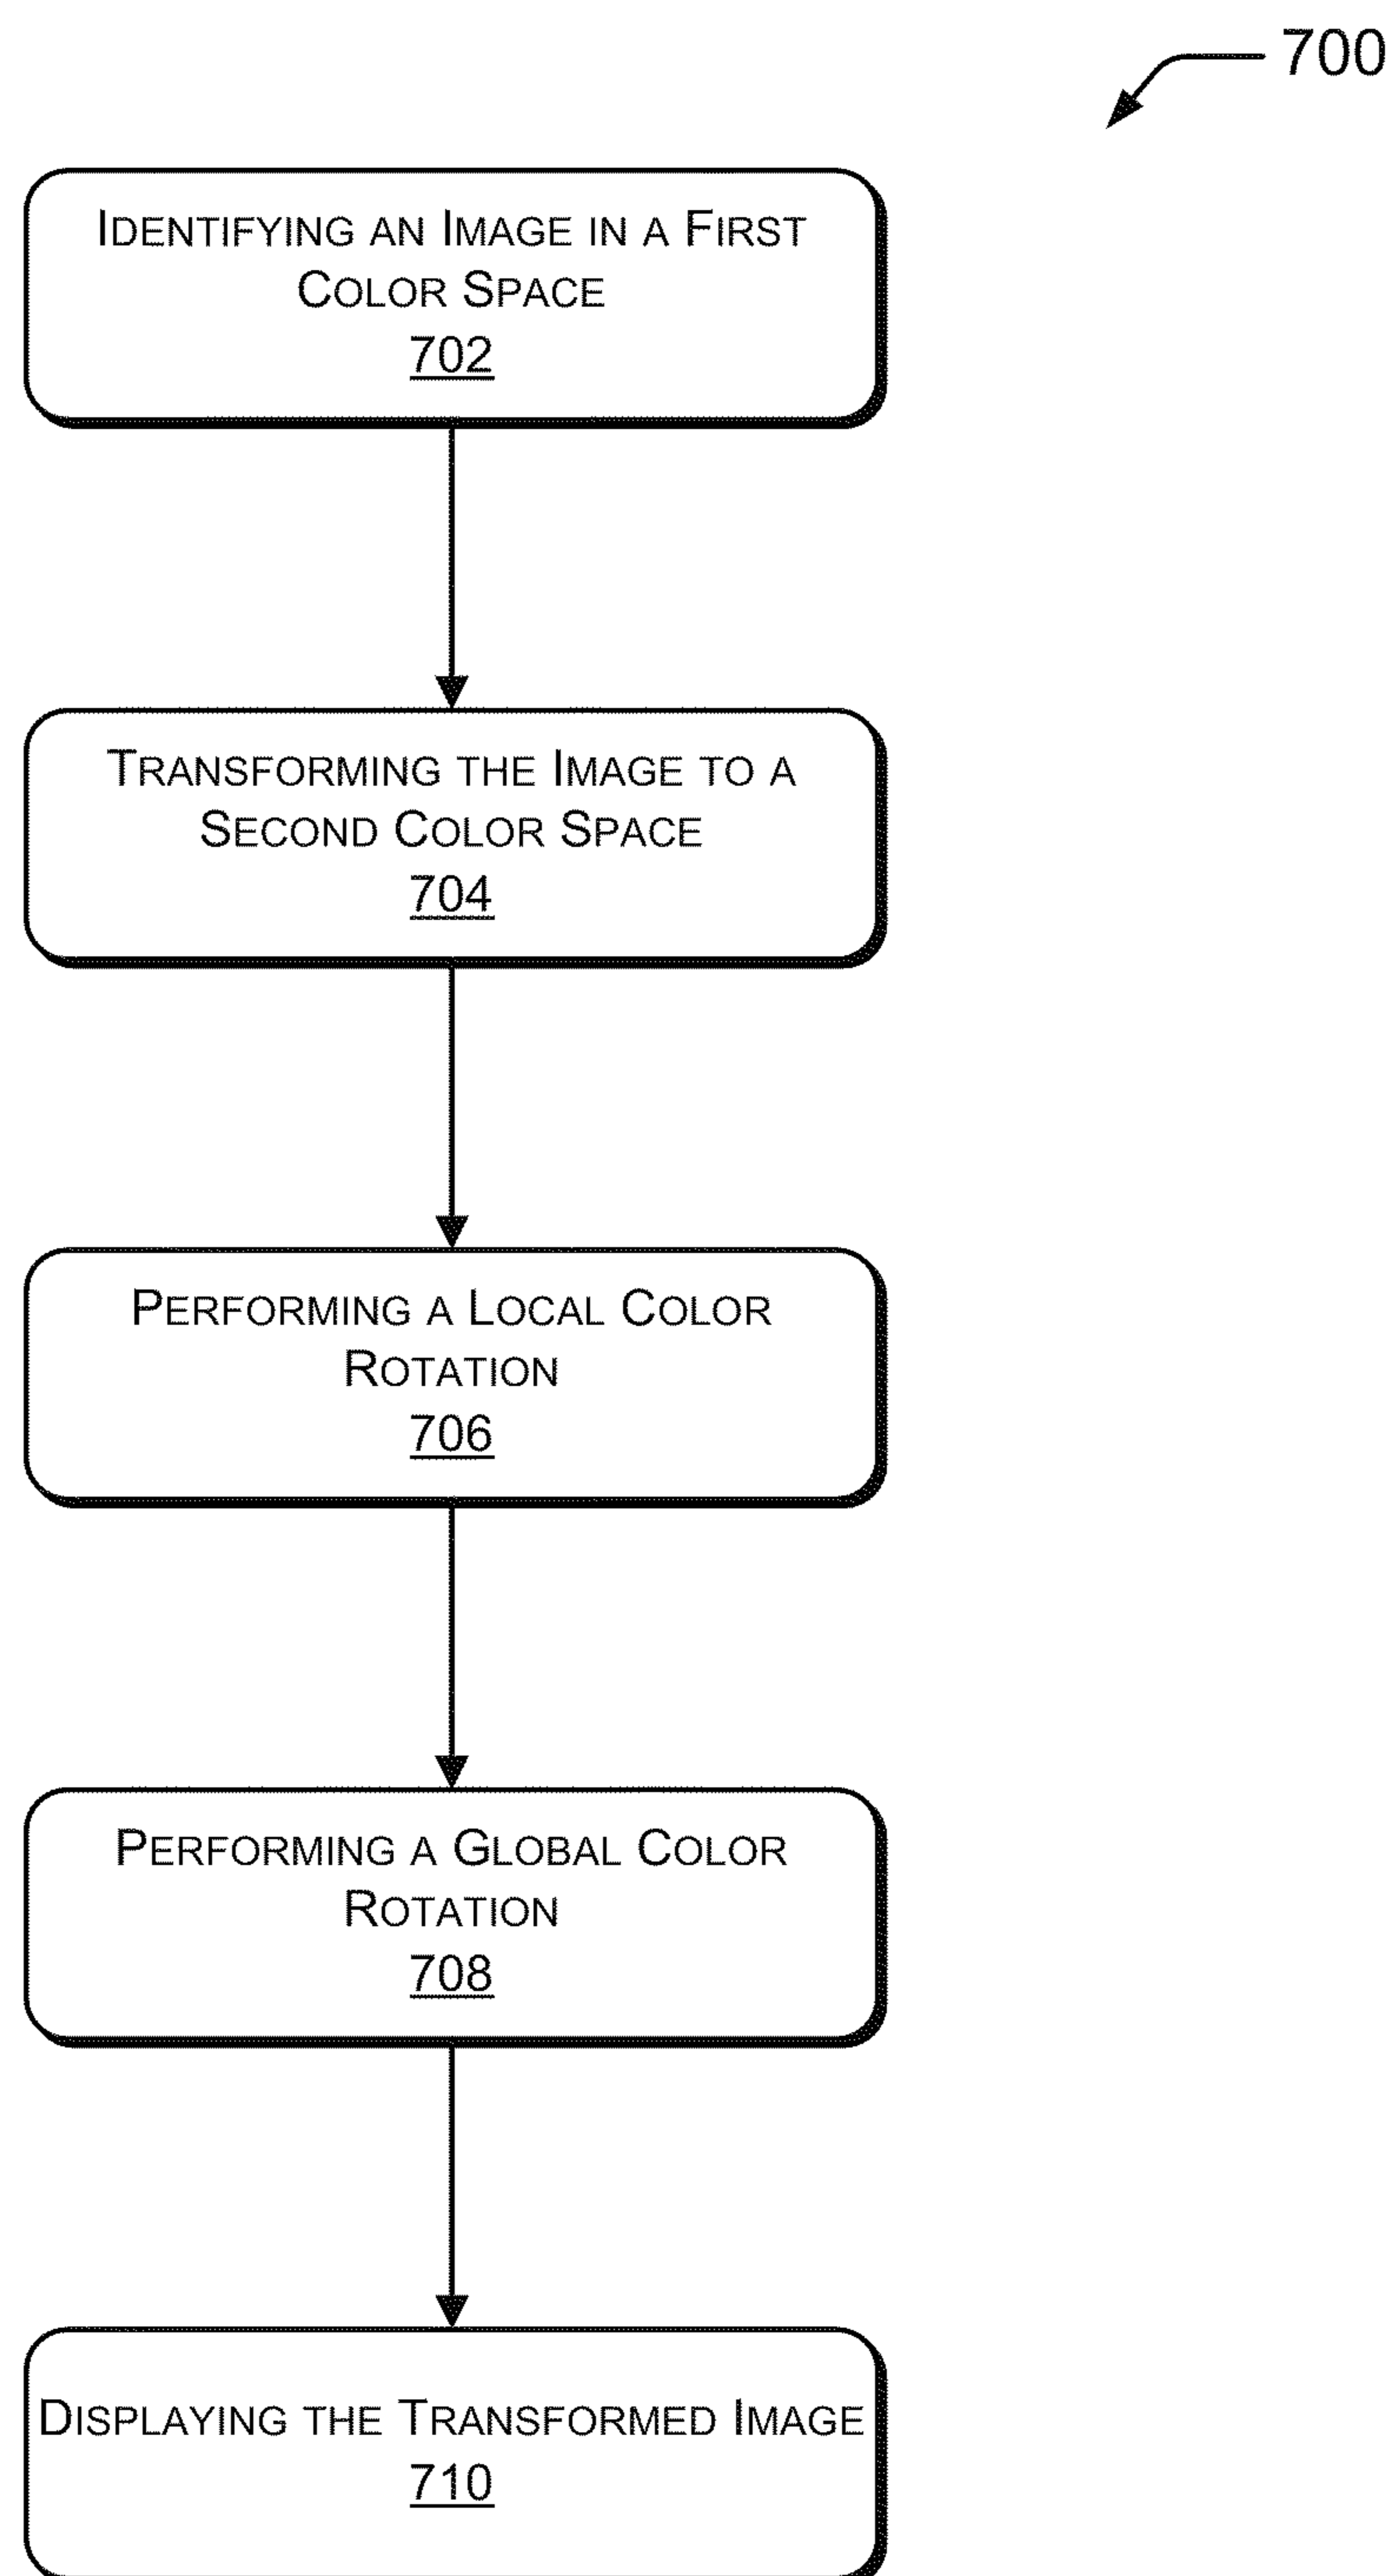 700
Identifying an Image in a First
Color Space
702
Transforming the Image to a
Second Color Space
704
Performing a Local Color
Rotation
706
Performing a Global Color
Rotation
708
Displaying the Transformed Image
710